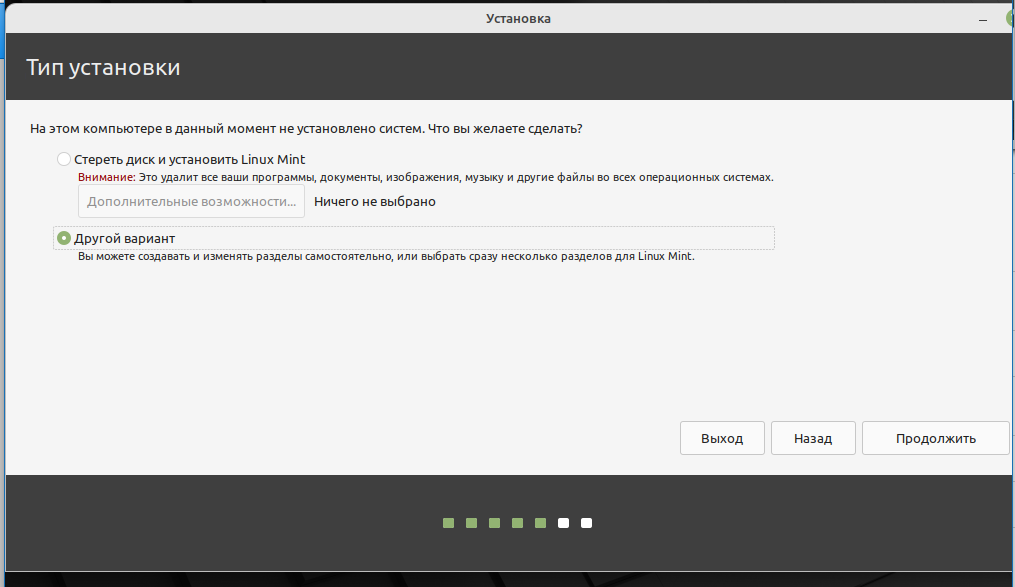 Установка
Тип установки
На этом компьютере в данный момент не установлено систем. Что вы желаете сделать?
Стереть диск и установить Linux Mint
Внимание: Это удалит все ваши программы, документы, изображения, музыку и другие файлы во всех операционных системах.
Дополнительные возможности... Ничего не выбрано
Другой вариант
Вы можете создавать и изменять разделы самостоятельно, или выбрать сразу несколько разделов для Linux Mint.
Выход Назад Продолжить